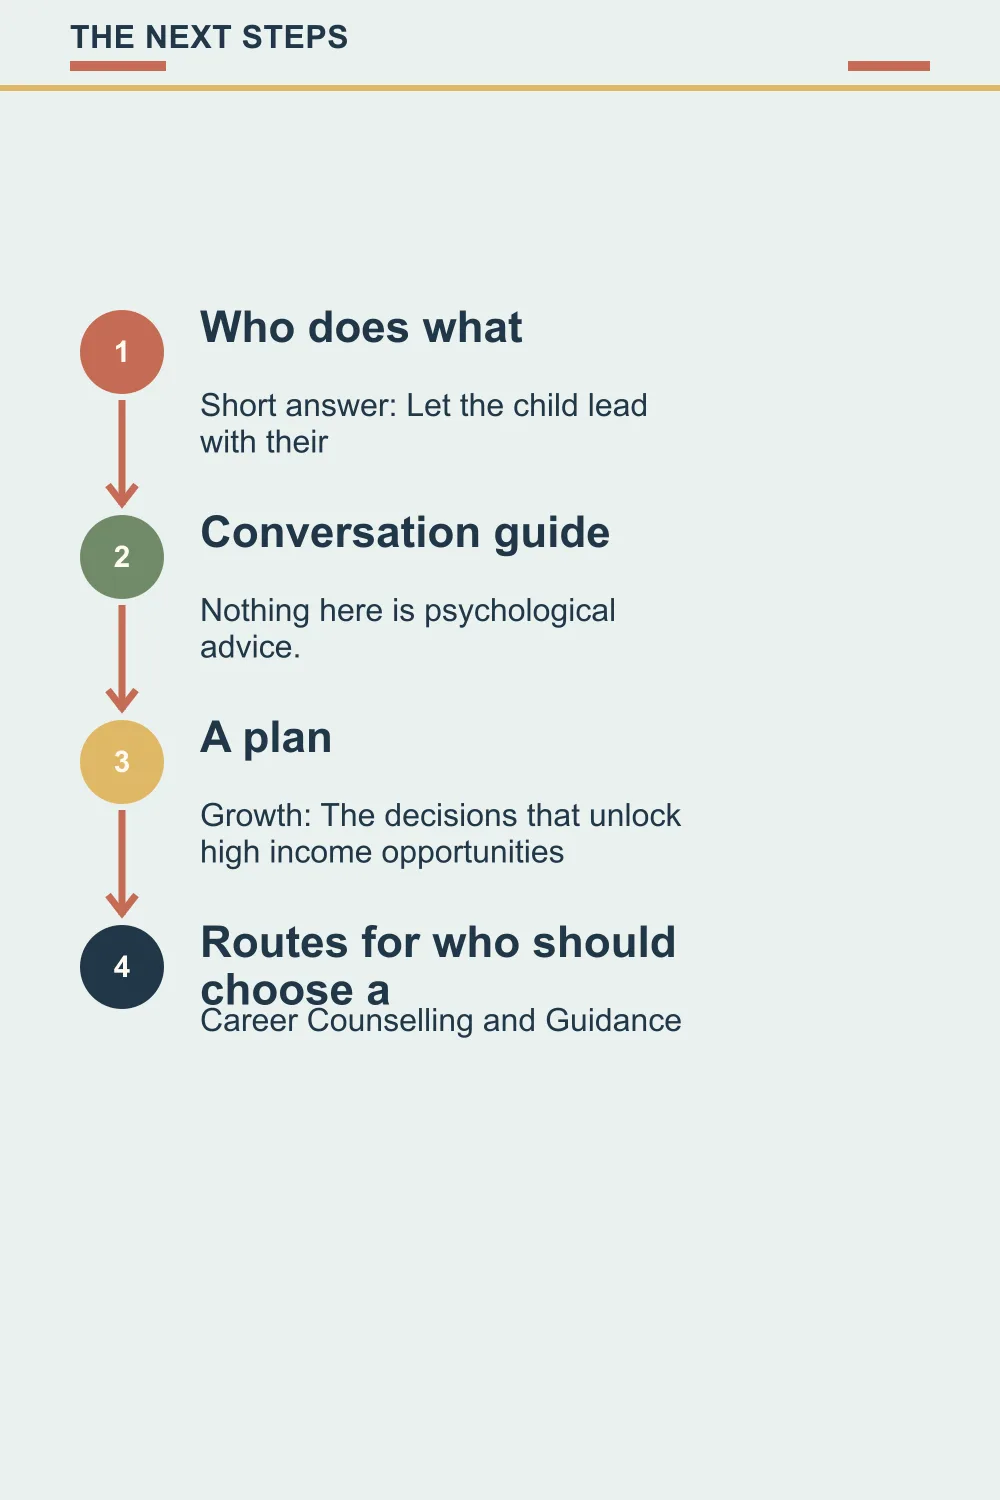 THE NEXT STEPS
1
Who does what
Short answer: Let the child lead
with their
2
Conversation guide
Nothing here is psychological
advice.
3
A plan
Growth: The decisions that unlock
high income opportunities
4
Routes for who should
choose a
Career Counselling and Guidance